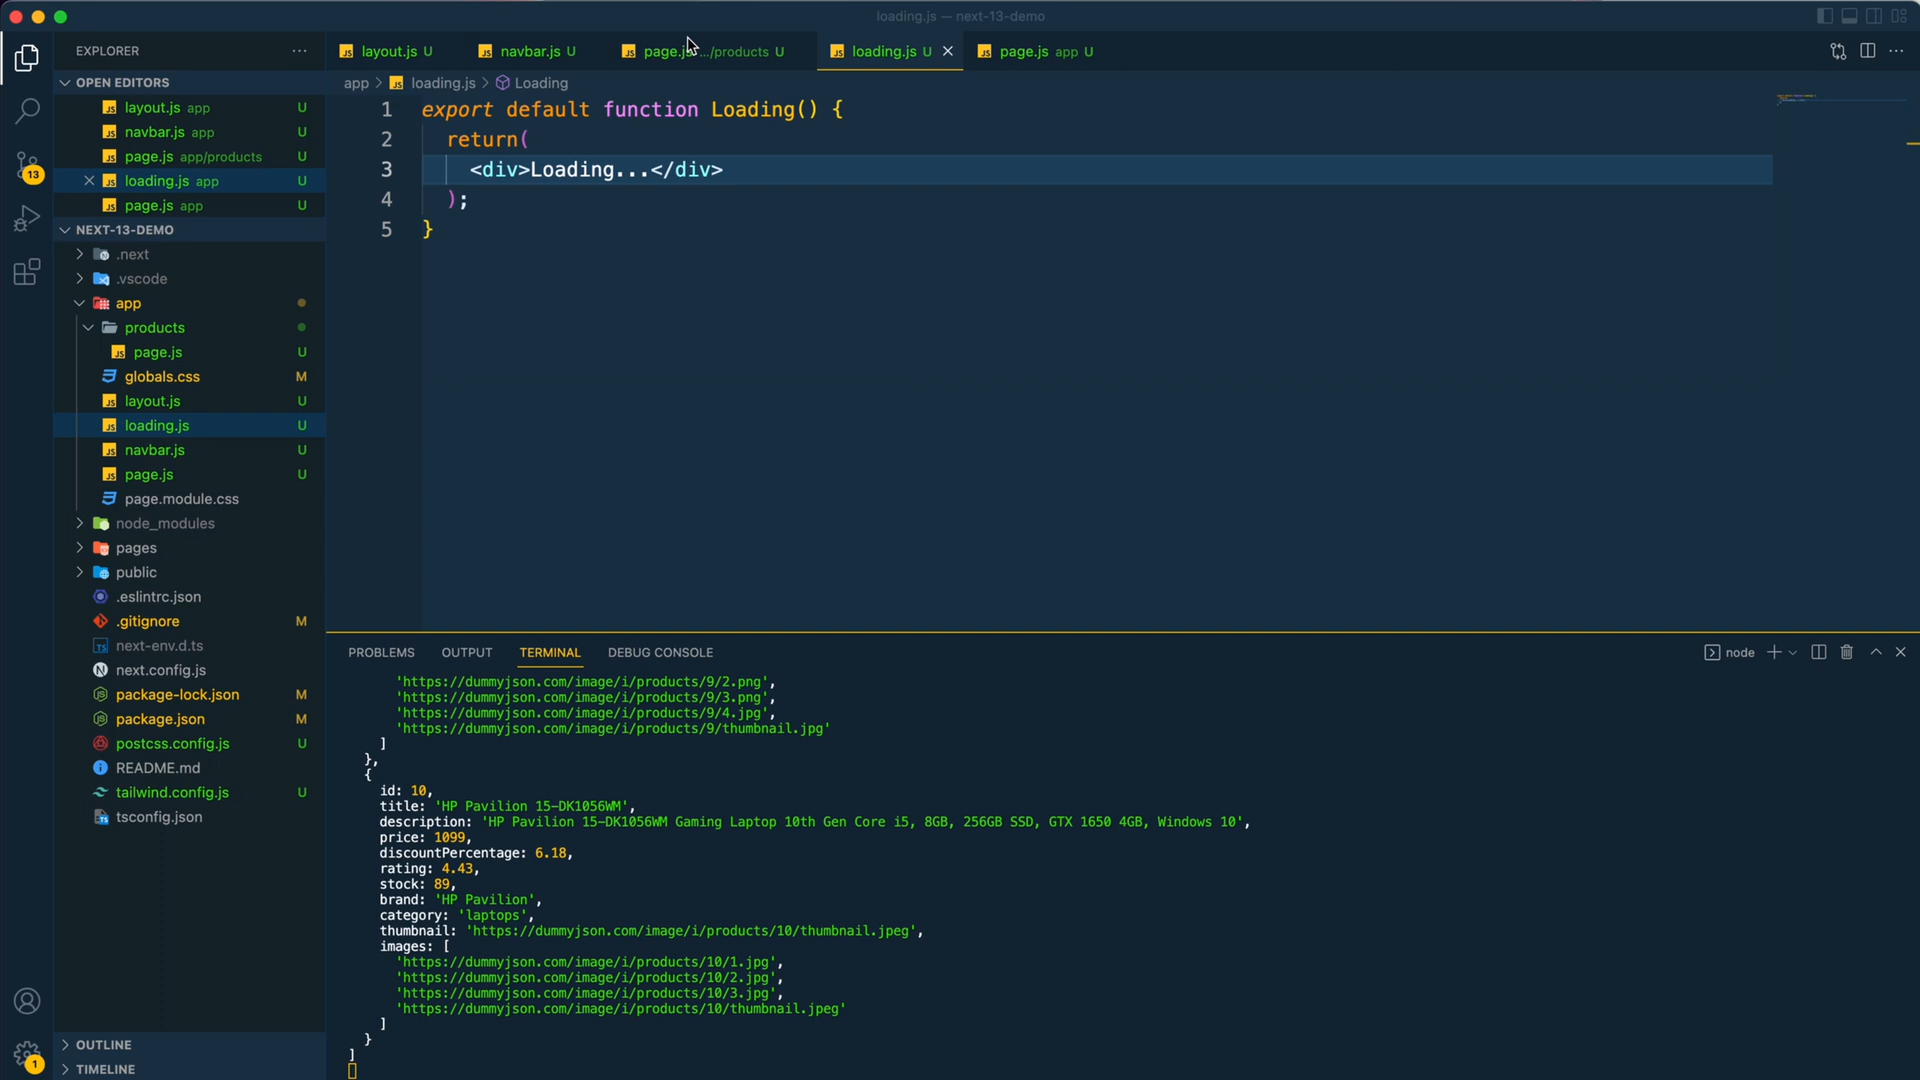 loading.js — next-13-demo
EXPLORER
layout.js U
navbar.js U
page.js .../products U
loading.js U
page.js app U
OPEN EDITORS
layout.js app U
navbar.js app U
page.js app/products U
loading.js app U
page.js app U
13
NEXT-13-DEMO
.next
.vscode
app
products
page.js U
globals.css M
layout.js U
loading.js U
navbar.js U
page.js U
page.module.css
node_modules
pages
public
.eslintrc.json
.gitignore M
next-env.d.ts
next.config.js
package-lock.json M
package.json M
postcss.config.js U
README.md
tailwind.config.js U
tsconfig.json
OUTLINE
TIMELINE
1
app > loading.js > Loading
1 export default function Loading() {
2 return(
3 <div>Loading...</div>
4 );
5 }
PROBLEMS OUTPUT TERMINAL DEBUG CONSOLE
node
'https://dummyjson.com/image/i/products/9/2.png',
'https://dummyjson.com/image/i/products/9/3.png',
'https://dummyjson.com/image/i/products/9/4.jpg',
'https://dummyjson.com/image/i/products/9/thumbnail.jpg'
]
},
{
id: 10,
title: 'HP Pavilion 15-DK1056WM',
description: 'HP Pavilion 15-DK1056WM Gaming Laptop 10th Gen Core i5, 8GB, 256GB SSD, GTX 1650 4GB, Windows 10',
price: 1099,
discountPercentage: 6.18,
rating: 4.43,
stock: 89,
brand: 'HP Pavilion',
category: 'laptops',
thumbnail: 'https://dummyjson.com/image/i/products/10/thumbnail.jpeg',
images: [
'https://dummyjson.com/image/i/products/10/1.jpg',
'https://dummyjson.com/image/i/products/10/2.jpg',
'https://dummyjson.com/image/i/products/10/3.jpg',
'https://dummyjson.com/image/i/products/10/thumbnail.jpeg'
]
}
]